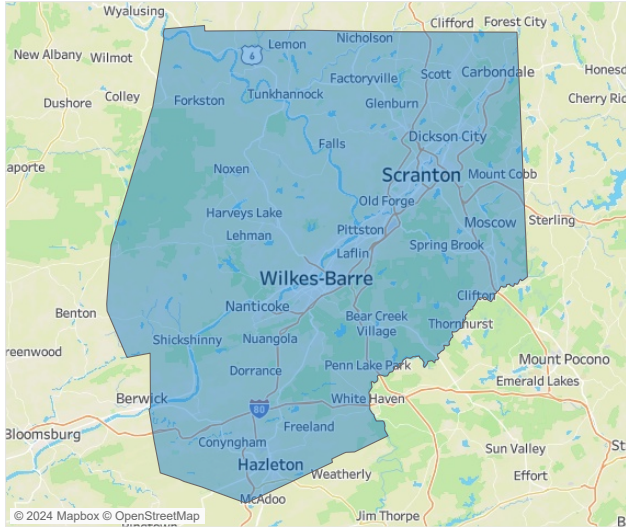 Wyalusing
Clifford
Forest City
Nicholson
Lemon
New Albany
Wilmot
6
Factoryville
Scott
Carbondale
Honesd
Dushore
Colley
Forkston
Tunkhannock
Glenburn
Cherry Rid
Falls
Dickson City
aporte
Noxen
Scranton
Mount Cobb
Old Forge
Harveys Lake
Sterling
Lehman
Pittston
Moscow
Laflin
Spring Brook
Wilkes-Barre
Clifton
Benton
Nanticoke
Bear Creek
Village
Thornhurst
reenwood
Shickshinny
Nuangola
Mount Pocono
Dorrance
Penn Lake Park
Emerald Lakes
Berwick
80
White Haven
Bloomsburg
Freeland
Conyngham
Sun Valley
St
Hazleton
Weatherly
Effort
McAdoo
© 2024 Mapbox © OpenStreetMap
Jim Thorpe
B